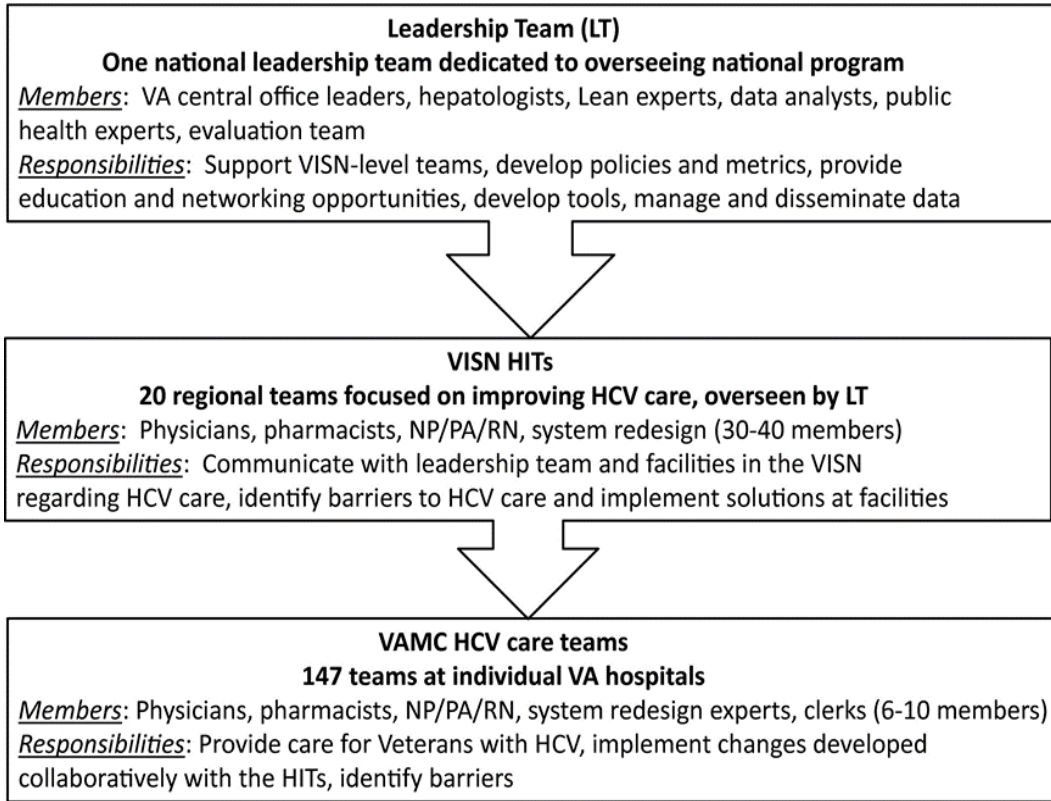 Leadership Team (LT)
One national leadership team dedicated to overseeing national program
Members:  VA central office leaders, hepatologists, Lean experts, data analysts, public
health experts, evaluation team
Responsibilities:  Support VISN-level teams, develop policies and metrics, provide
education and networking opportunities, develop tools, manage and disseminate data
VISN HITs
20 regional teams focused on improving HCV care, overseen by LT
Members:  Physicians, pharmacists, NP/PA/RN, system redesign (30-40 members)
Responsibilities:  Communicate with leadership team and facilities in the VISN
regarding HCV care, identify barriers to HCV care and implement solutions at facilities
VAMC HCV care teams
147 teams at individual VA hospitals
Members: Physicians, pharmacists, NP/PA/RN, system redesign experts, clerks (6-10 members)
Responsibilities: Provide care for Veterans with HCV, implement changes developed
collaboratively with the HITs, identify barriers